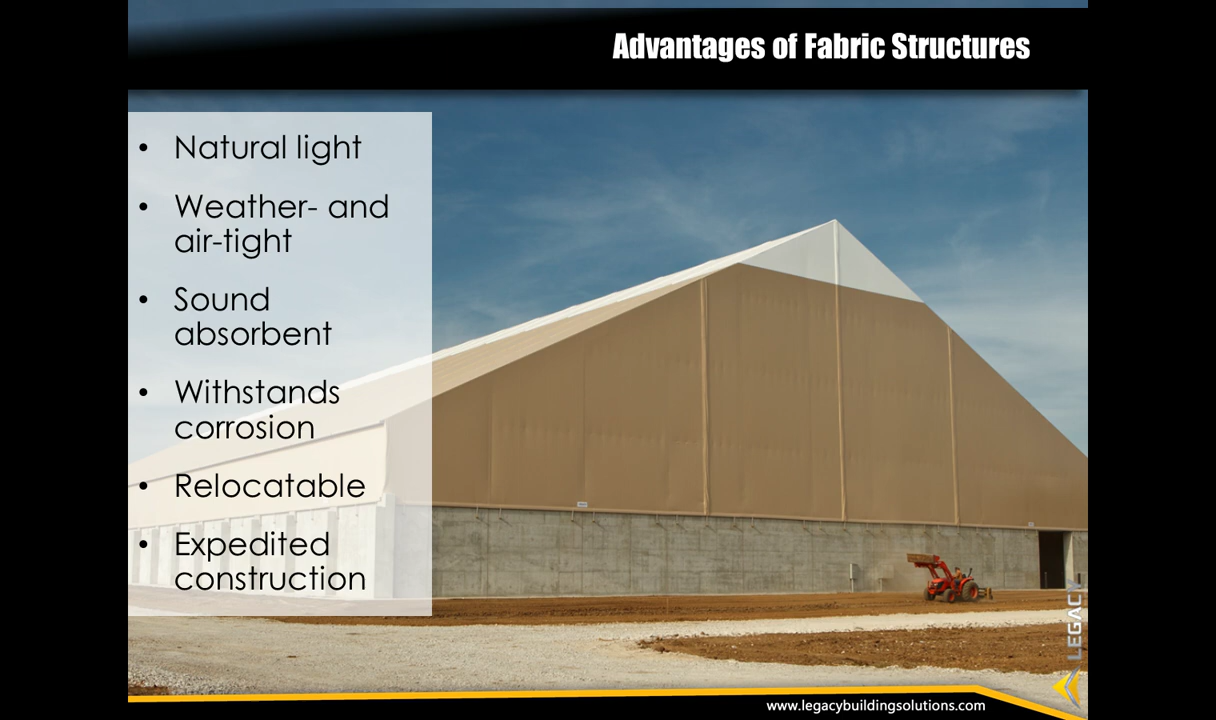 Advantages of Fabric Structures
• Natural light
• Weather- and
air-tight
• Sound
absorbent
• Withstands
corrosion
• Relocatable
• Expedited
construction
LEGACY
www.legacybuildingsolutions.com